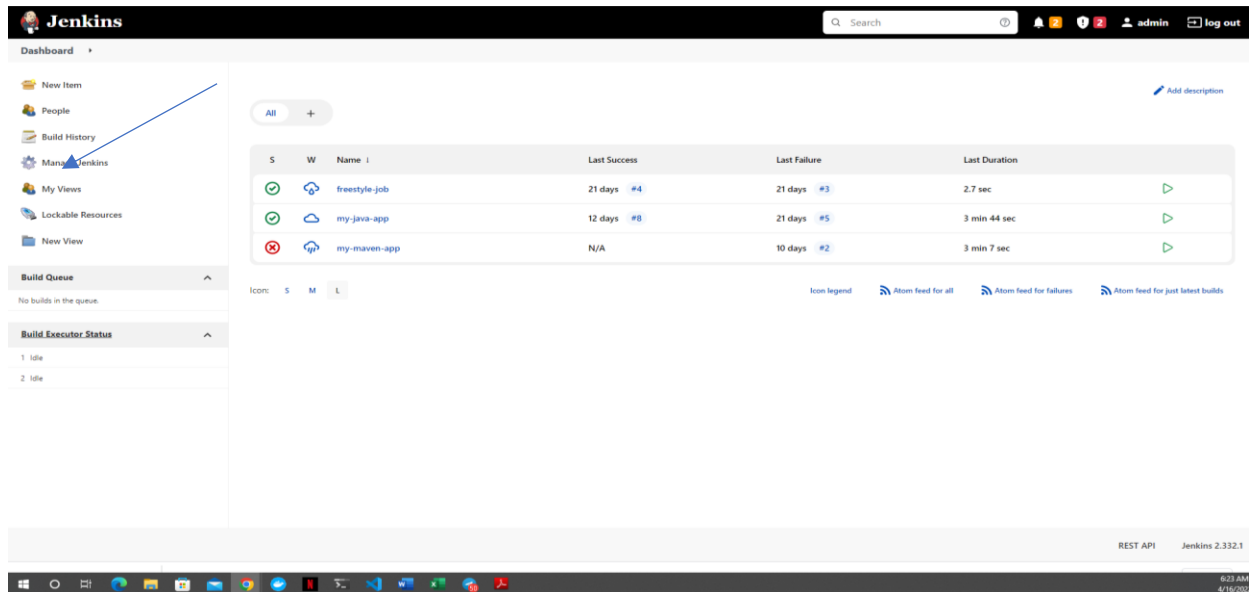 Jenkins
Search
2
2
admin
log out
Dashboard
New Item
People
Build History
Manage Jenkins
My Views
Lockable Resources
New View
Build Queue
No builds in the queue.
Build Executor Status
1 Idle
2 Idle
Add description
All +
S W Name ↓ Last Success Last Failure Last Duration
freestyle-job 21 days #4 21 days #3 2.7 sec
my-java-app 12 days #8 21 days #5 3 min 44 sec
my-maven-app N/A 10 days #2 3 min 7 sec
Icon: S M L
Icon legend Atom feed for all Atom feed for failures Atom feed for just latest builds
REST API Jenkins 2.332.1
6:23 AM
4/16/202